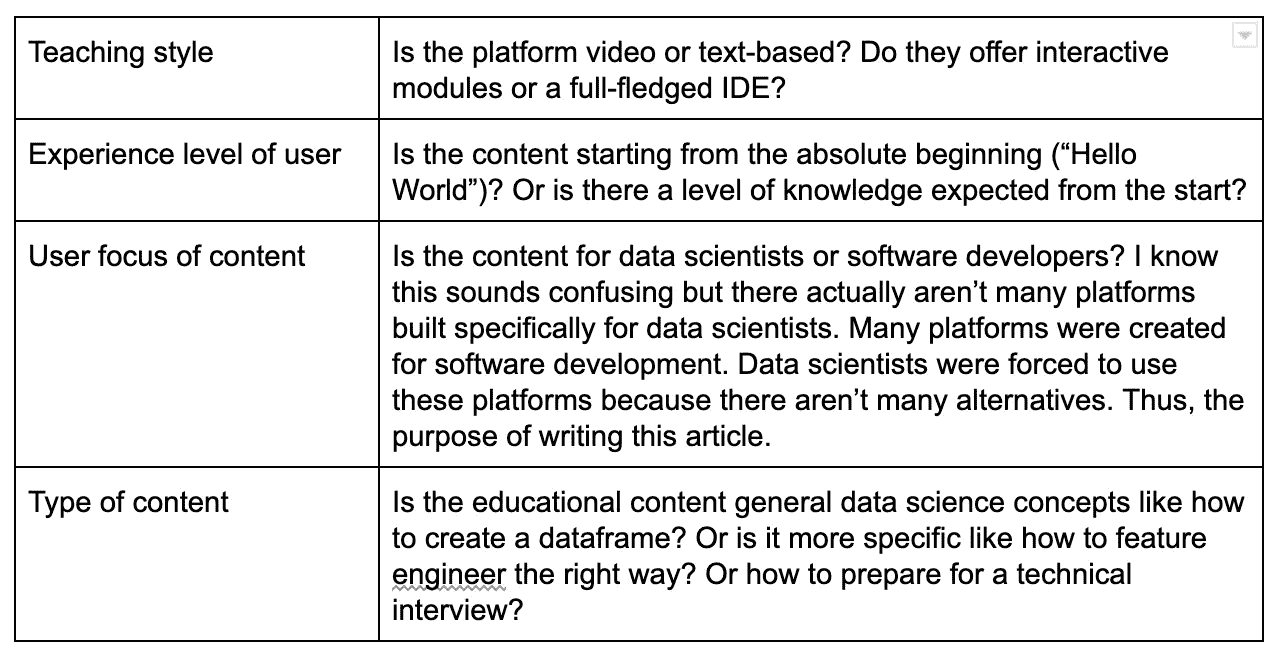 Teaching style
Is the platform video or text-based? Do they offer interactive
modules or a full-fledged IDE?
Experience level of user
Is the content starting from the absolute beginning (“Hello
World”)? Or is there a level of knowledge expected from the start?
User focus of content
Is the content for data scientists or software developers? I know
this sounds confusing but there actually aren’t many platforms
built specifically for data scientists. Many platforms were created
for software development. Data scientists were forced to use
these platforms because there aren’t many alternatives. Thus, the
purpose of writing this article.
Type of content
Is the educational content general data science concepts like how
to create a dataframe? Or is it more specific like how to feature
engineer the right way? Or how to prepare for a technical
interview?